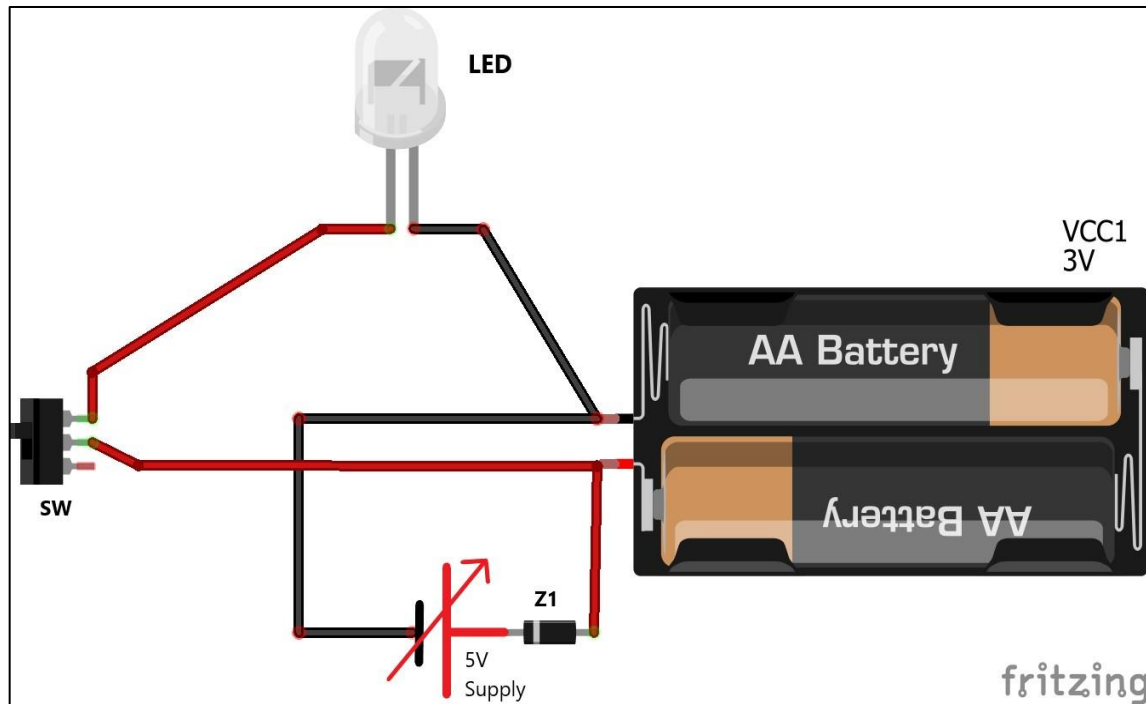 LED
VCC1
3V
AA Battery
AA Battery
SW
Z1
5V
Supply
fritzing